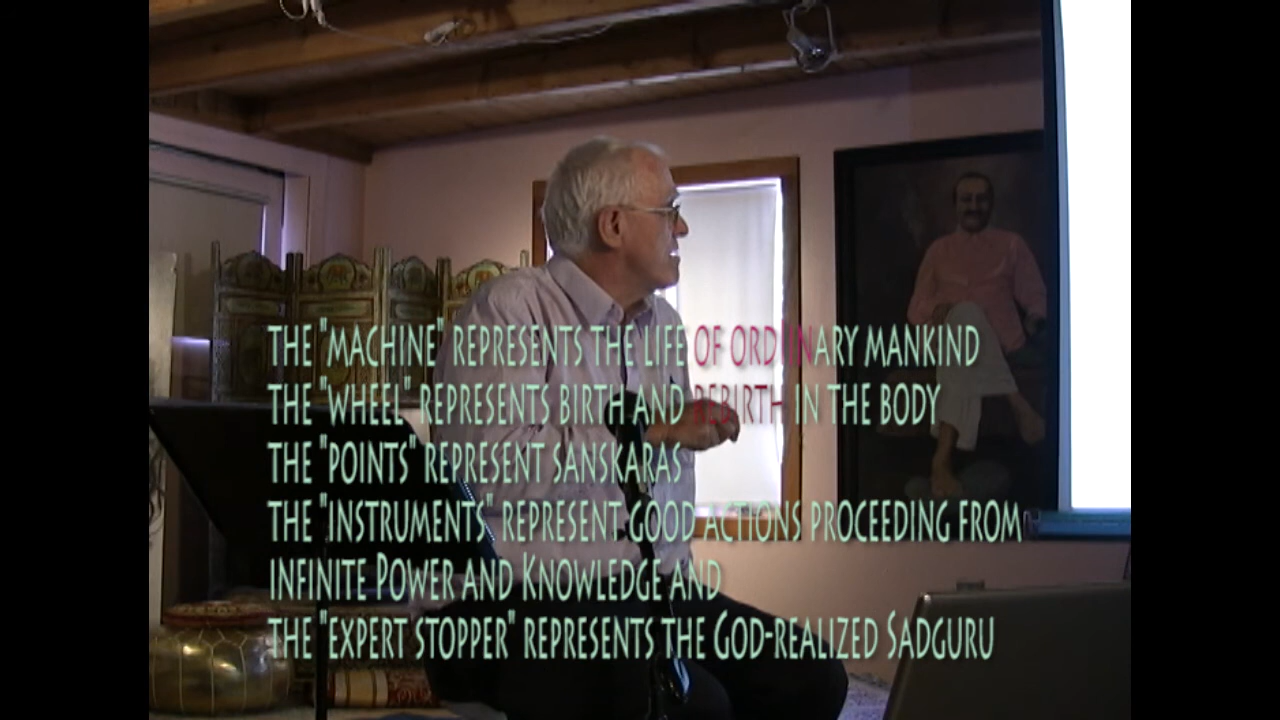 THE "MACHINE" REPRESENTS THE LIFE OF ORDIINARY MANKIND
THE "WHEEL" REPRESENTS BIRTH AND REBIRTH IN THE BODY
THE "POINTS" REPRESENT SANSKARAS
THE "INSTRUMENTS" REPRESENT GOOD ACTIONS PROCEEDING FROM
INFINITE POWER AND KNOWLEDGE AND
THE "EXPERT STOPPER" REPRESENTS THE GOD-REALIZED SADGURU